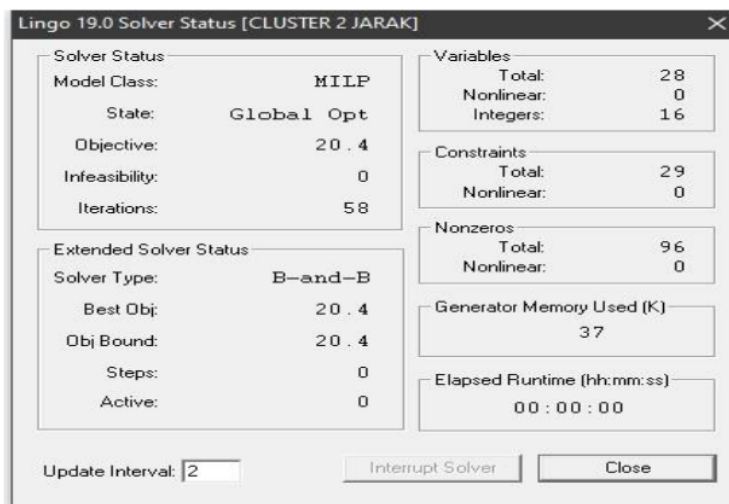 Lingo 19.0 Solver Status [CLUSTER 2 JARAK]
Solver Status
Model Class: MILP
State: Global Opt
Objective: 20.4
Infeasibility: 0
Iterations: 58
Extended Solver Status
Solver Type: B-and-B
Best Obj: 20.4
Obj Bound: 20.4
Steps: 0
Active: 0
Variables
Total: 28
Nonlinear: 0
Integers: 16
Constraints
Total: 29
Nonlinear: 0
Nonzeros
Total: 96
Nonlinear: 0
Generator Memory Used (K)
37
Elapsed Runtime (hh:mm:ss)
00:00:00
Update Interval: 2
Interrupt Solver
Close